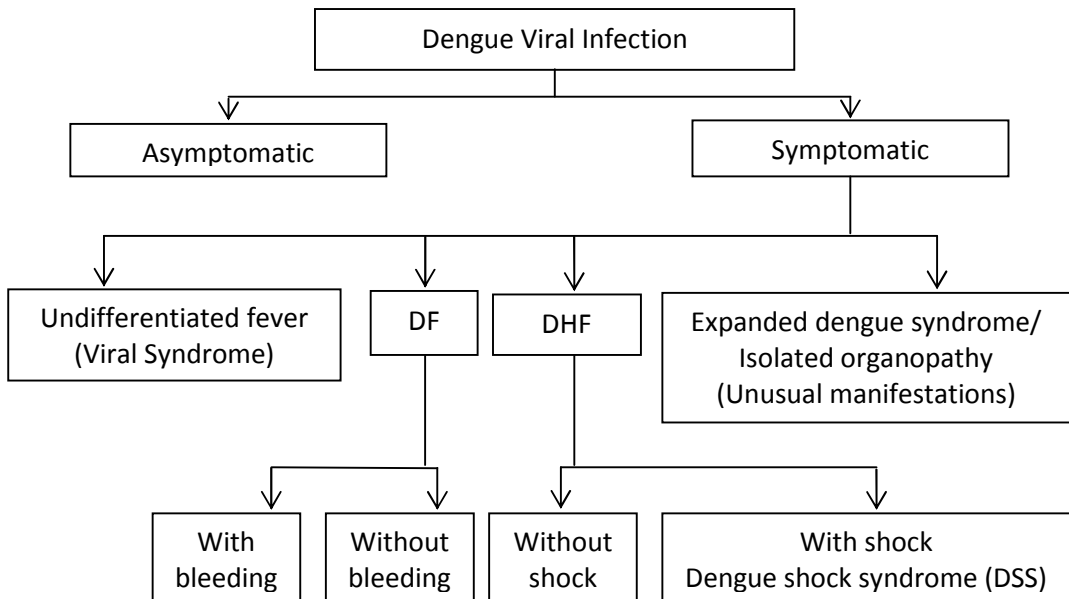 Dengue Viral Infection
Asymptomatic
Symptomatic
Undifferentiated fever
(Viral Syndrome)
DF
DHF
Expanded dengue syndrome/
Isolated organopathy
(Unusual manifestations)
With
bleeding
Without
bleeding
Without
shock
With shock
Dengue shock syndrome (DSS)